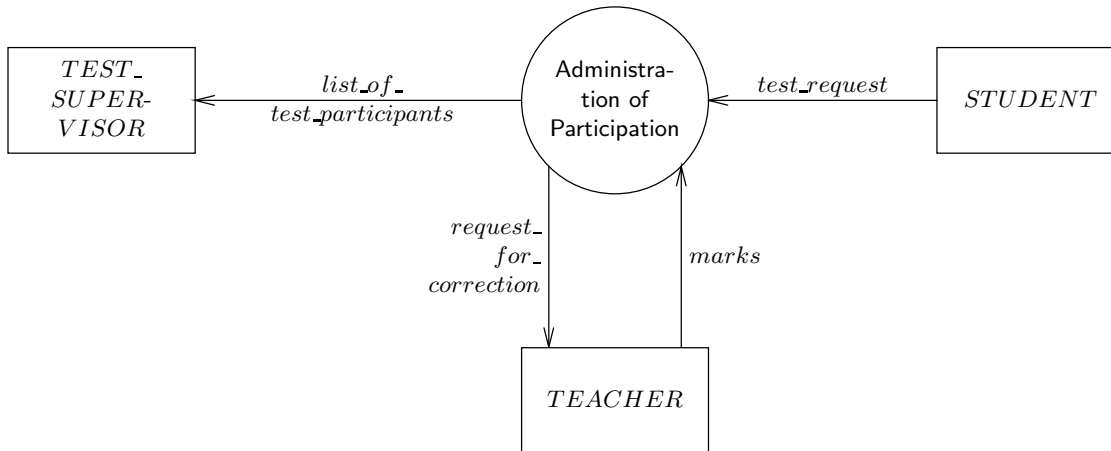 TEST_
SUPER-
VISOR
list_of_
test_participants
Administra-
tion of
Participation
test_request
STUDENT
request_
for_
correction
marks
TEACHER